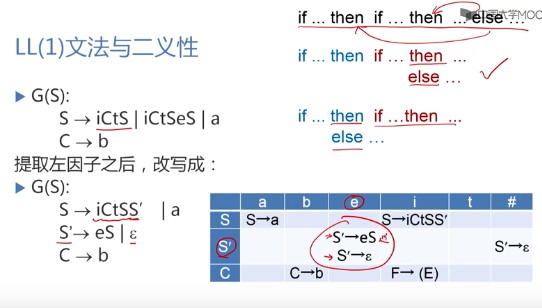 if ... then if ... then ... else ...
中国大学MOOC
LL(1)文法与二义性
if ... then if ... then ...
else ...
if ... then if ...then ...
else ...
▶ G(S):
S → iCtS | iCtSeS | a
C → b
提取左因子之后，改写成：
▶ G(S):
S → iCtSS’ | a
S’→ eS | ε
C → b
a b e i t #
S S→a S→iCtSS’
S’ S’→eS S’→ε
S’→ε
C C→b F→ (E)